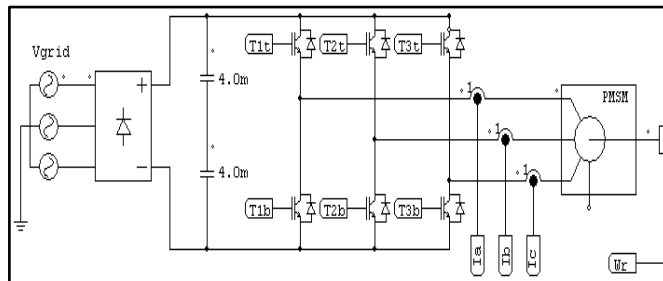 Vgrid
T1t
T2t
T3t
4.0m
4.0m
1
1
1
PMSM
T1b
T2b
T3b
Ia
Ib
Ic
Wr